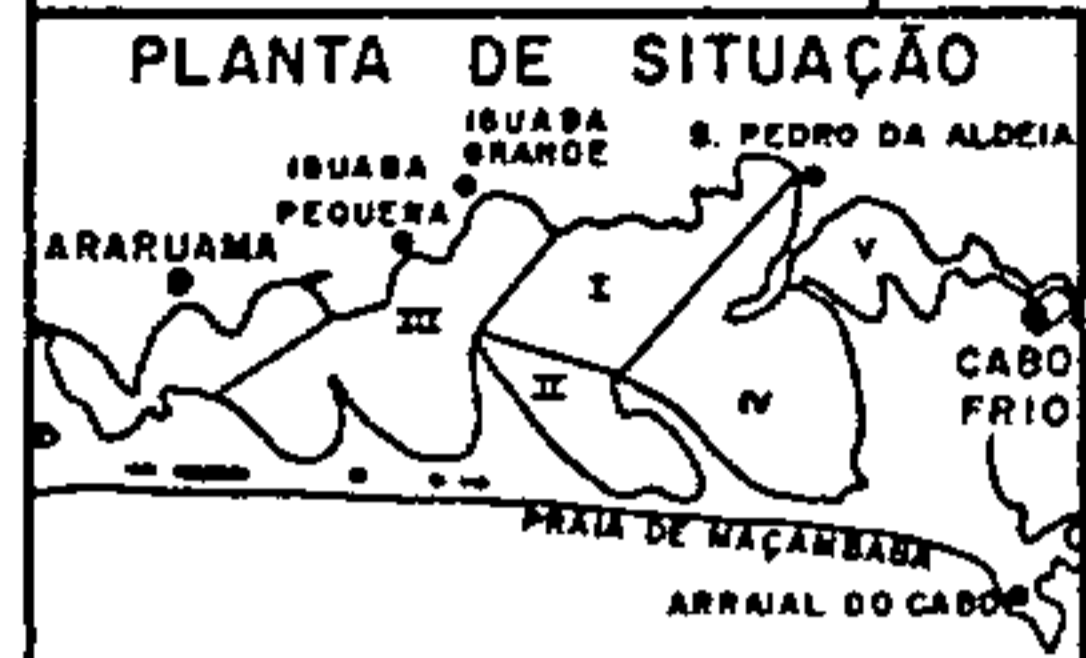 PLANTA DE SITUAÇÃO
IGUABA
GRANDE
S. PEDRO DA ALDEIA
IGUABA
PEQUENA
ARARUAMA
V
I
III
CABO
FRIO
II
IV
PRAIA DE MAÇAMBABA
ARRAIAL DO CABO